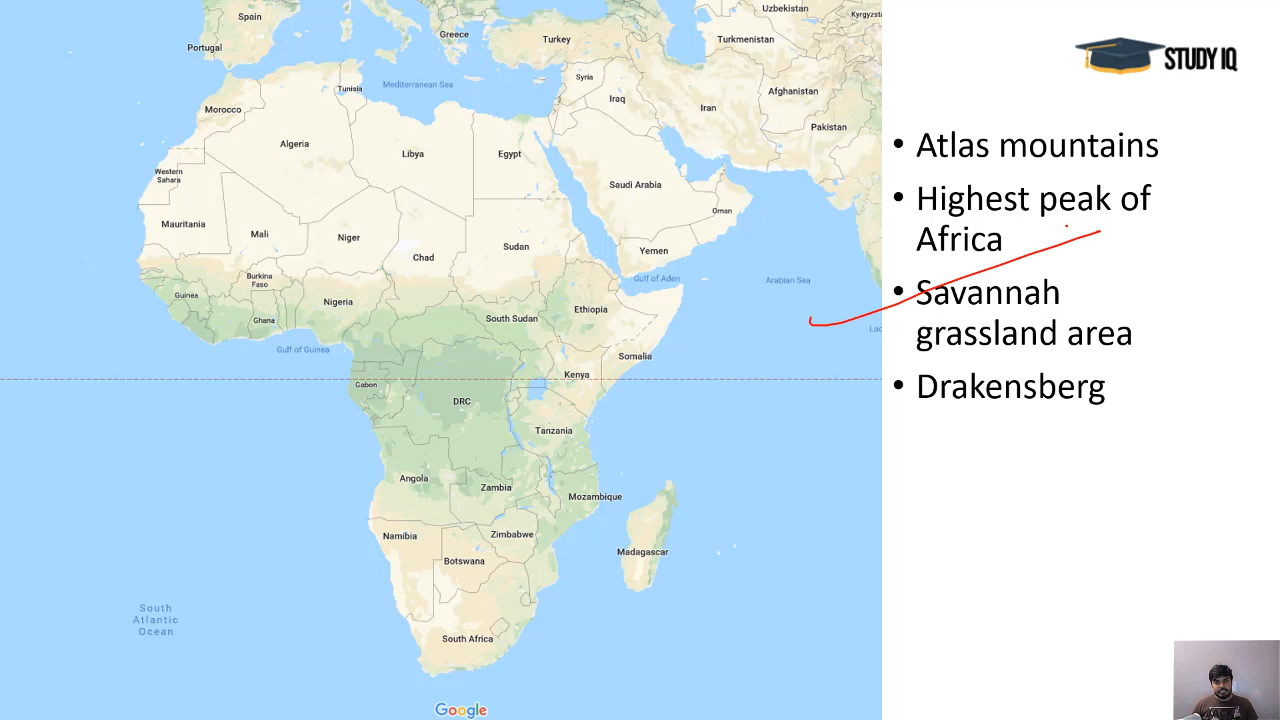 Uzbekistan
Kyrgyzst
Spain
Greece
Turkey
Turkmenistan
Portugal
STUDY IQ
Syria
Tunisia
Mediterranean Sea
Afghanistan
Iraq
Iran
Morocco
Pakistan
Algeria
Libya
Egypt
Western
Sahara
Saudi Arabia
Oman
Mauritania
Mali
Niger
Sudan
Yemen
Chad
Burkina
Faso
Gulf of Aden
Arabian Sea
Guinea
Nigeria
Ethiopia
Ghana
South Sudan
Lac
Gulf of Guinea
Somalia
Kenya
Gabon
DRC
Tanzania
Angola
Zambia
Mozambique
Namibia
Zimbabwe
Madagascar
Botswana
South
Atlantic
Ocean
South Africa
Google
• Atlas mountains
• Highest peak of
Africa
• Savannah
grassland area
• Drakensberg